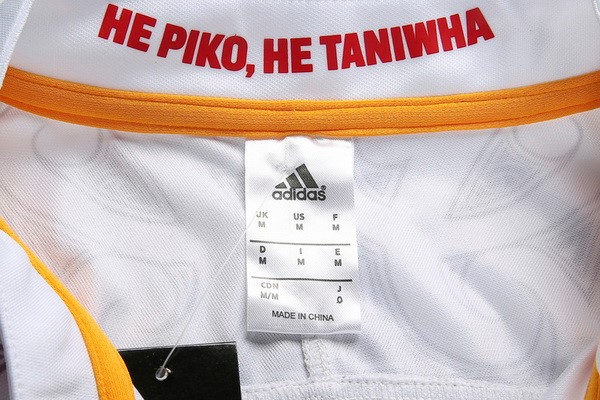 HE PIKO, HE TANIWHA
adidas
UK US F
M M M
D I E
M M M
CDN J
M/M O
MADE IN CHINA